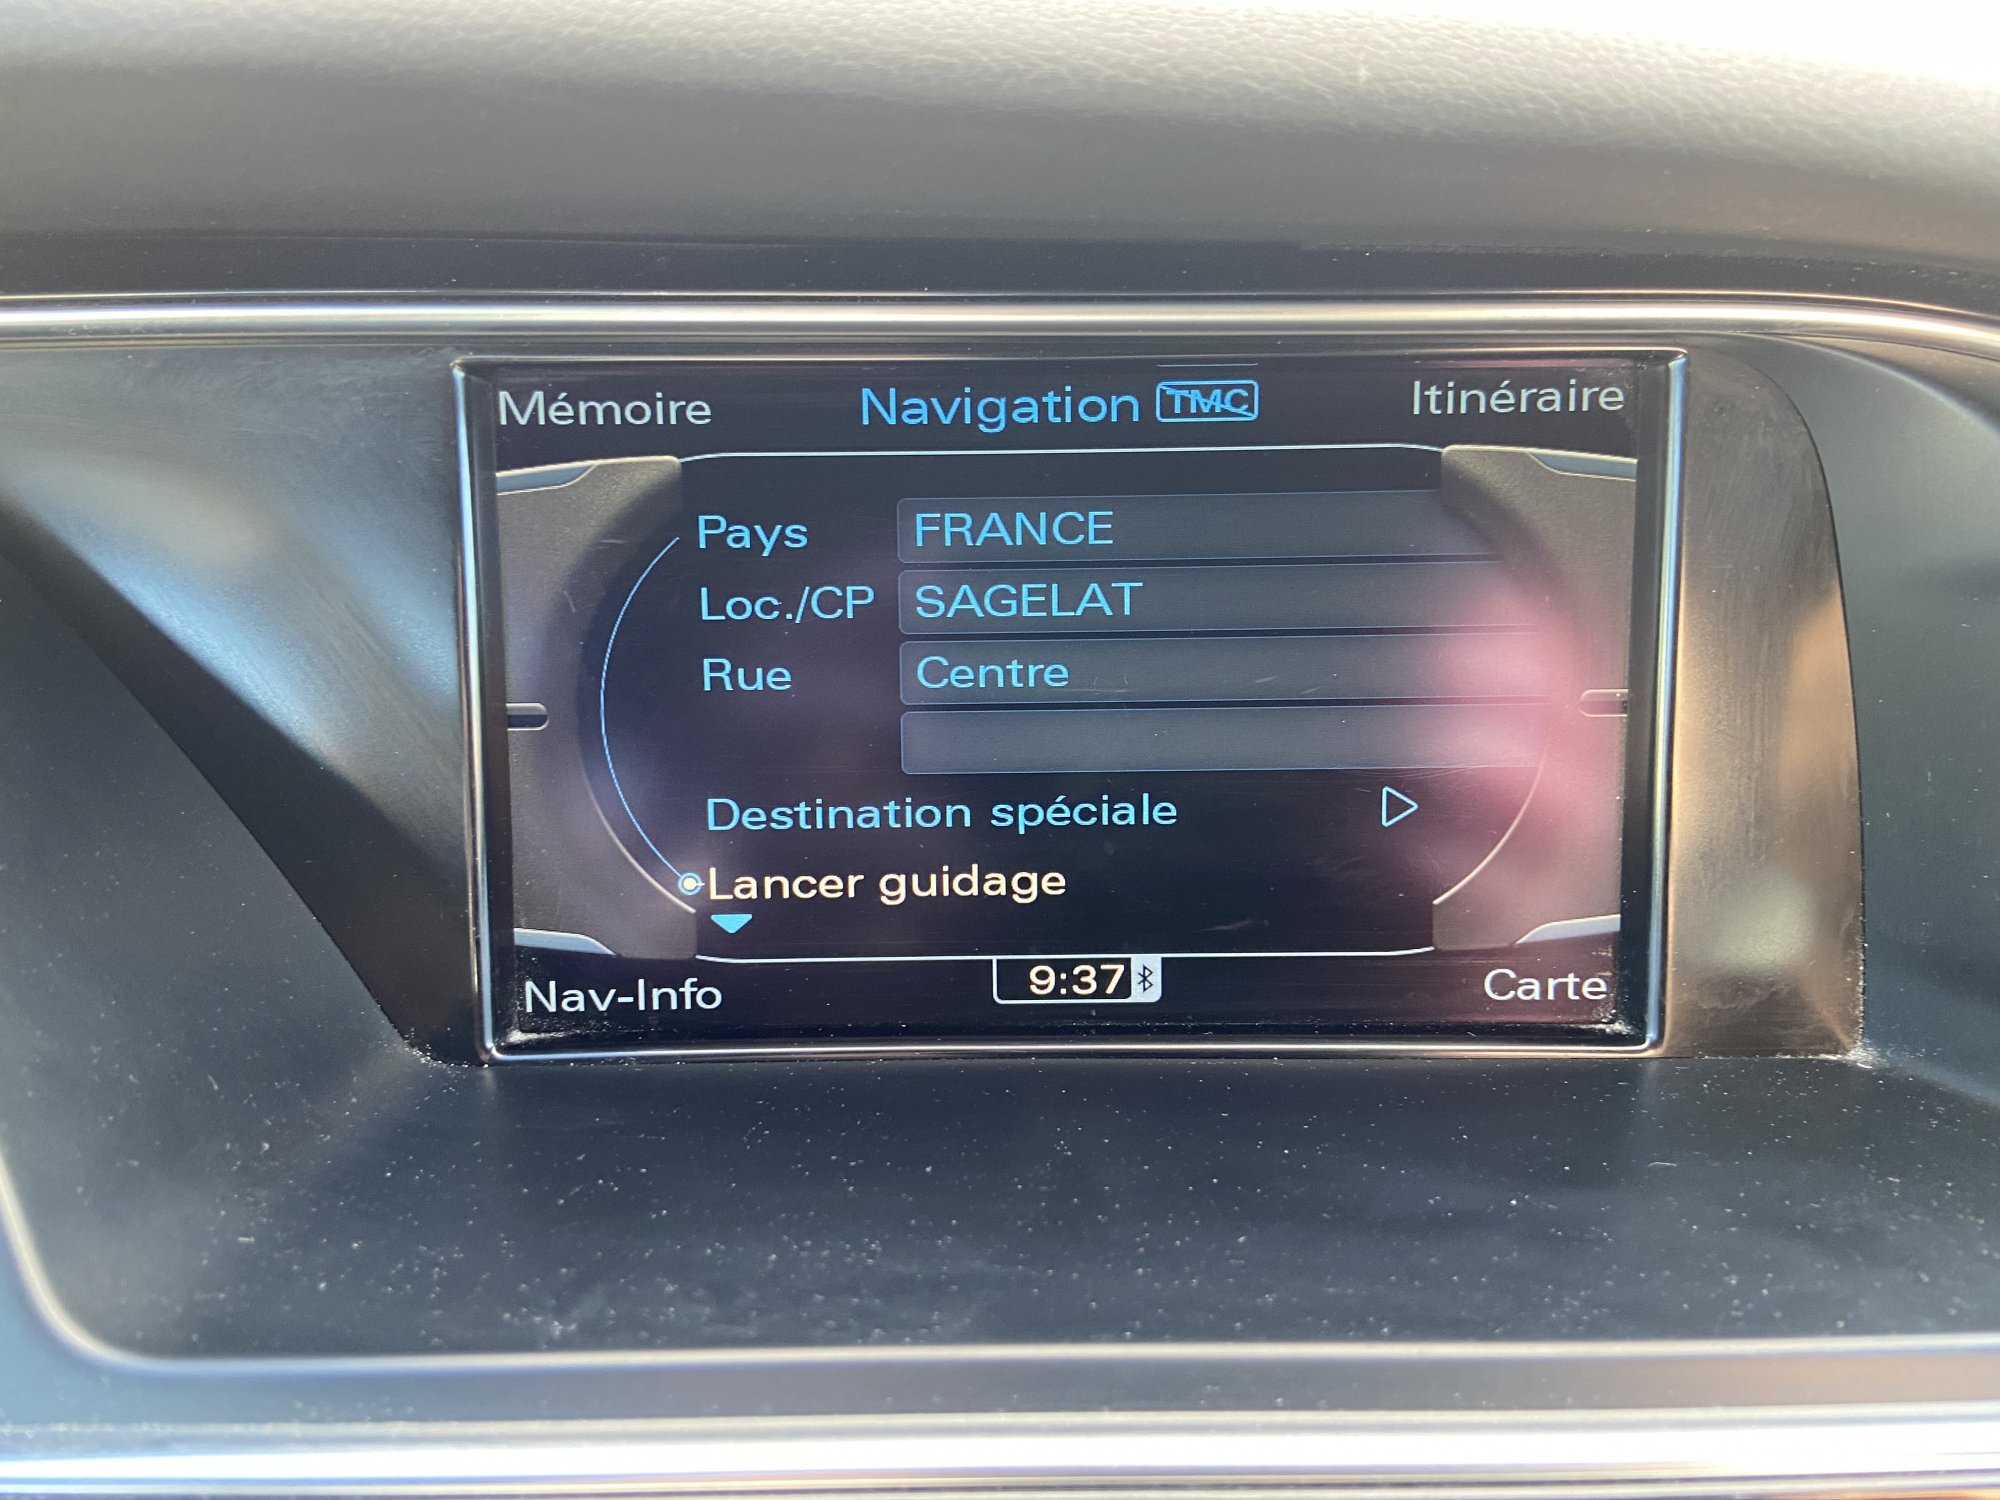 Mémoire Navigation TMC Itinéraire
Pays FRANCE
Loc./CP SAGELAT
Rue Centre
Destination spéciale
Lancer guidage
Nav-Info 9:37 Carte